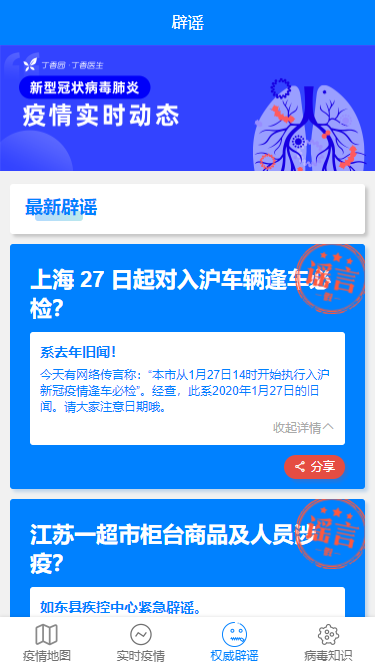 辟谣
丁香园·丁香医生
新型冠状病毒肺炎
疫情实时动态
最新辟谣
谣言
上海 27 日起对入沪车辆逢车必
检？
系去年旧闻！
今天有网络传言称：“本市从1月27日14时开始执行入沪
新冠疫情逢车必检”。经查，此系2020年1月27日的旧
闻。请大家注意日期哦。
收起详情
分享
谣言
江苏一超市柜台商品及人员涉
疫？
如东县疾控中心紧急辟谣。
疫情地图
实时疫情
权威辟谣
病毒知识